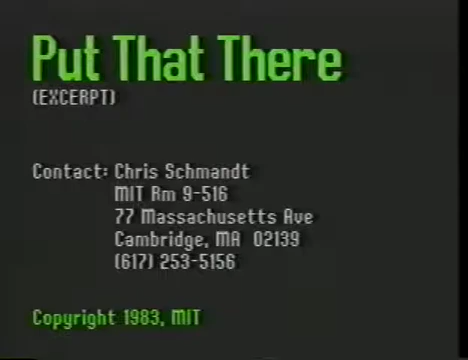 Put That There
(EXCERPT)
Contact: Chris Schmandt
MIT Rm 9-516
77 Massachusetts Ave
Cambridge, MA 02139
(617) 253-5156
Copyright 1983, MIT